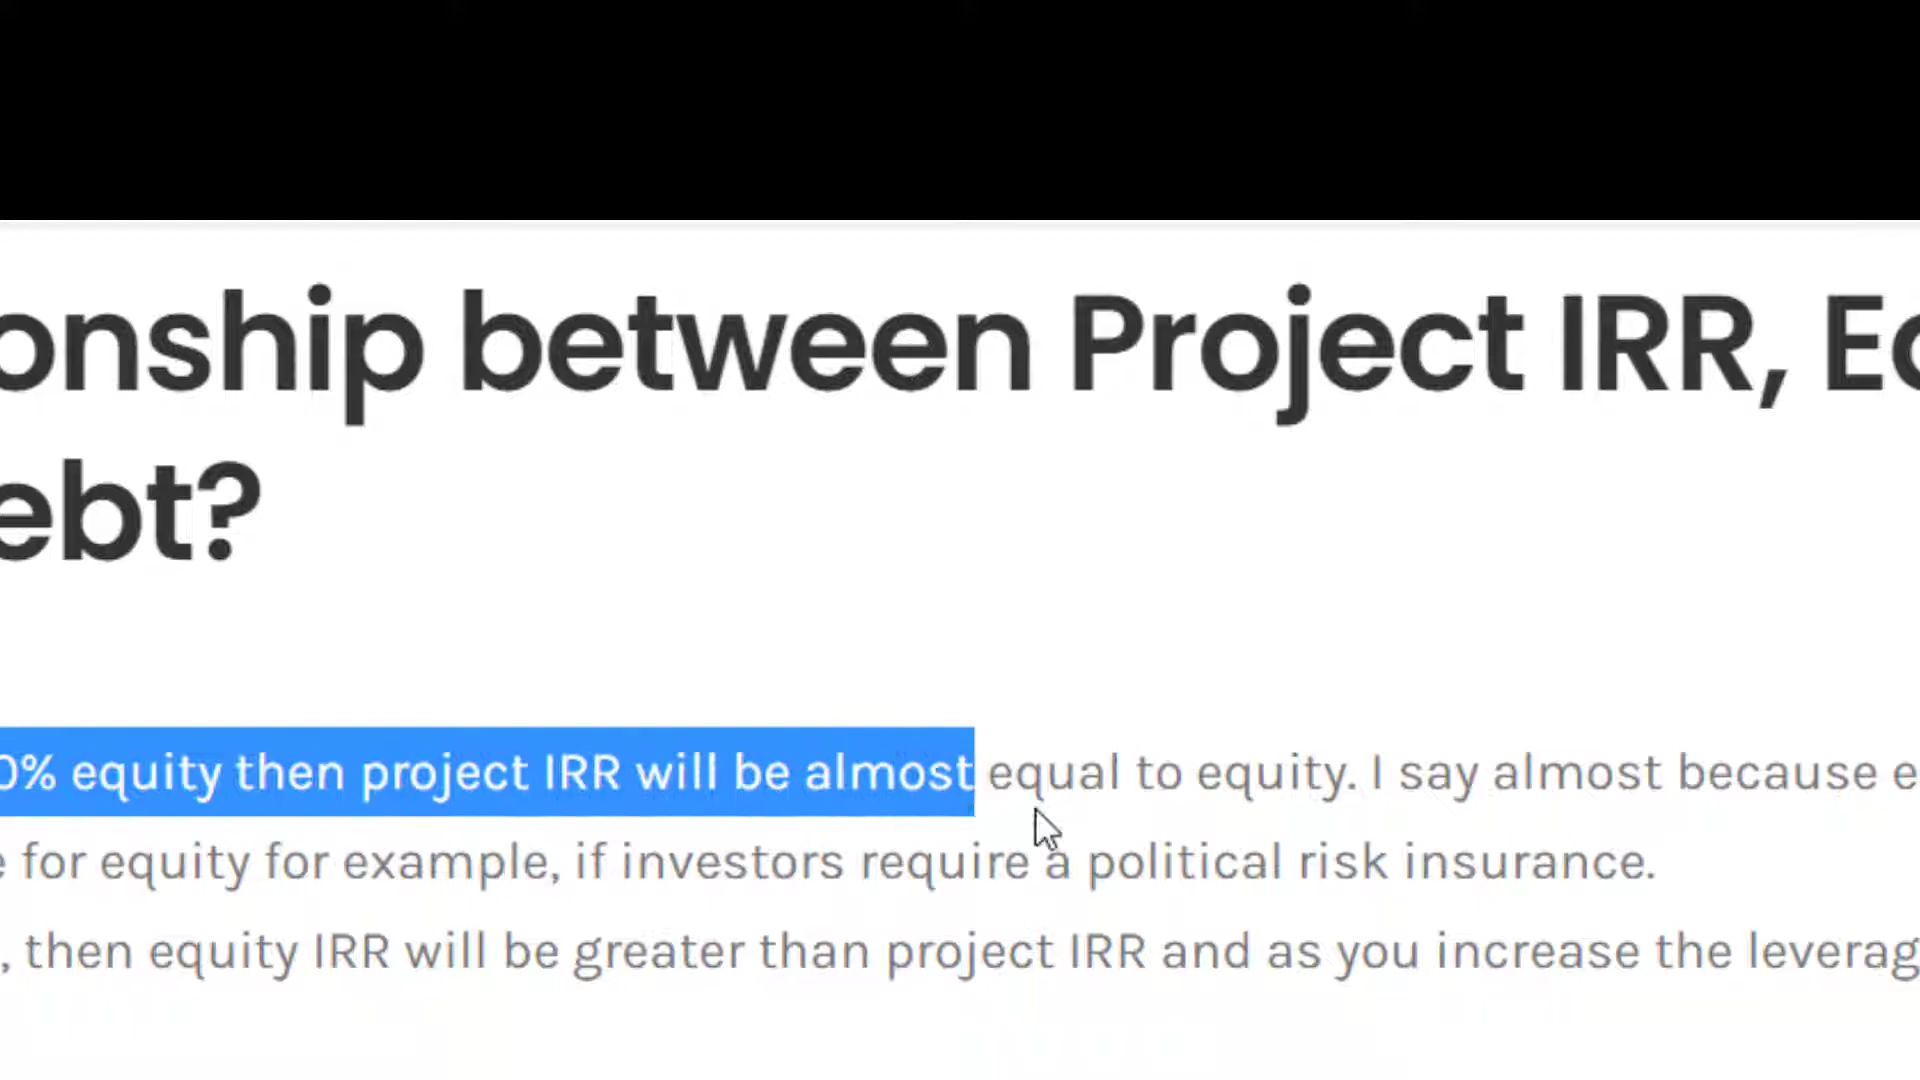 onship between Project IRR, Eq
ebt?
0% equity then project IRR will be almost equal to equity. I say almost because e
e for equity for example, if investors require a political risk insurance.
, then equity IRR will be greater than project IRR and as you increase the leverag